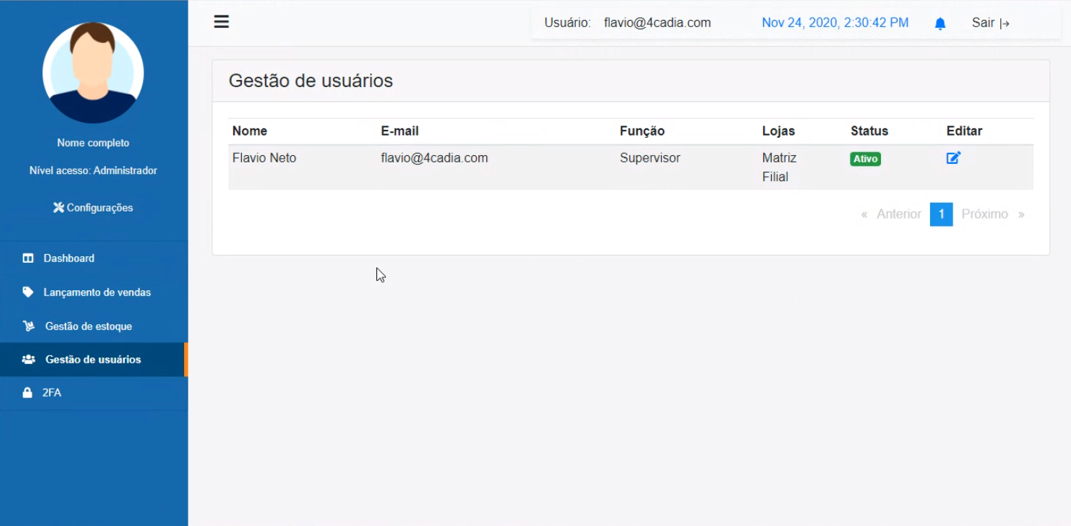 Usuário: flavio@4cadia.com Nov 24, 2020, 2:30:42 PM Sair
Nome completo
Nível acesso: Administrador
Configurações
Dashboard
Lançamento de vendas
Gestão de estoque
Gestão de usuários
2FA
Gestão de usuários
Nome E-mail Função Lojas Status Editar
Flavio Neto flavio@4cadia.com Supervisor Matriz Ativo
Filial
« Anterior 1 Próximo »